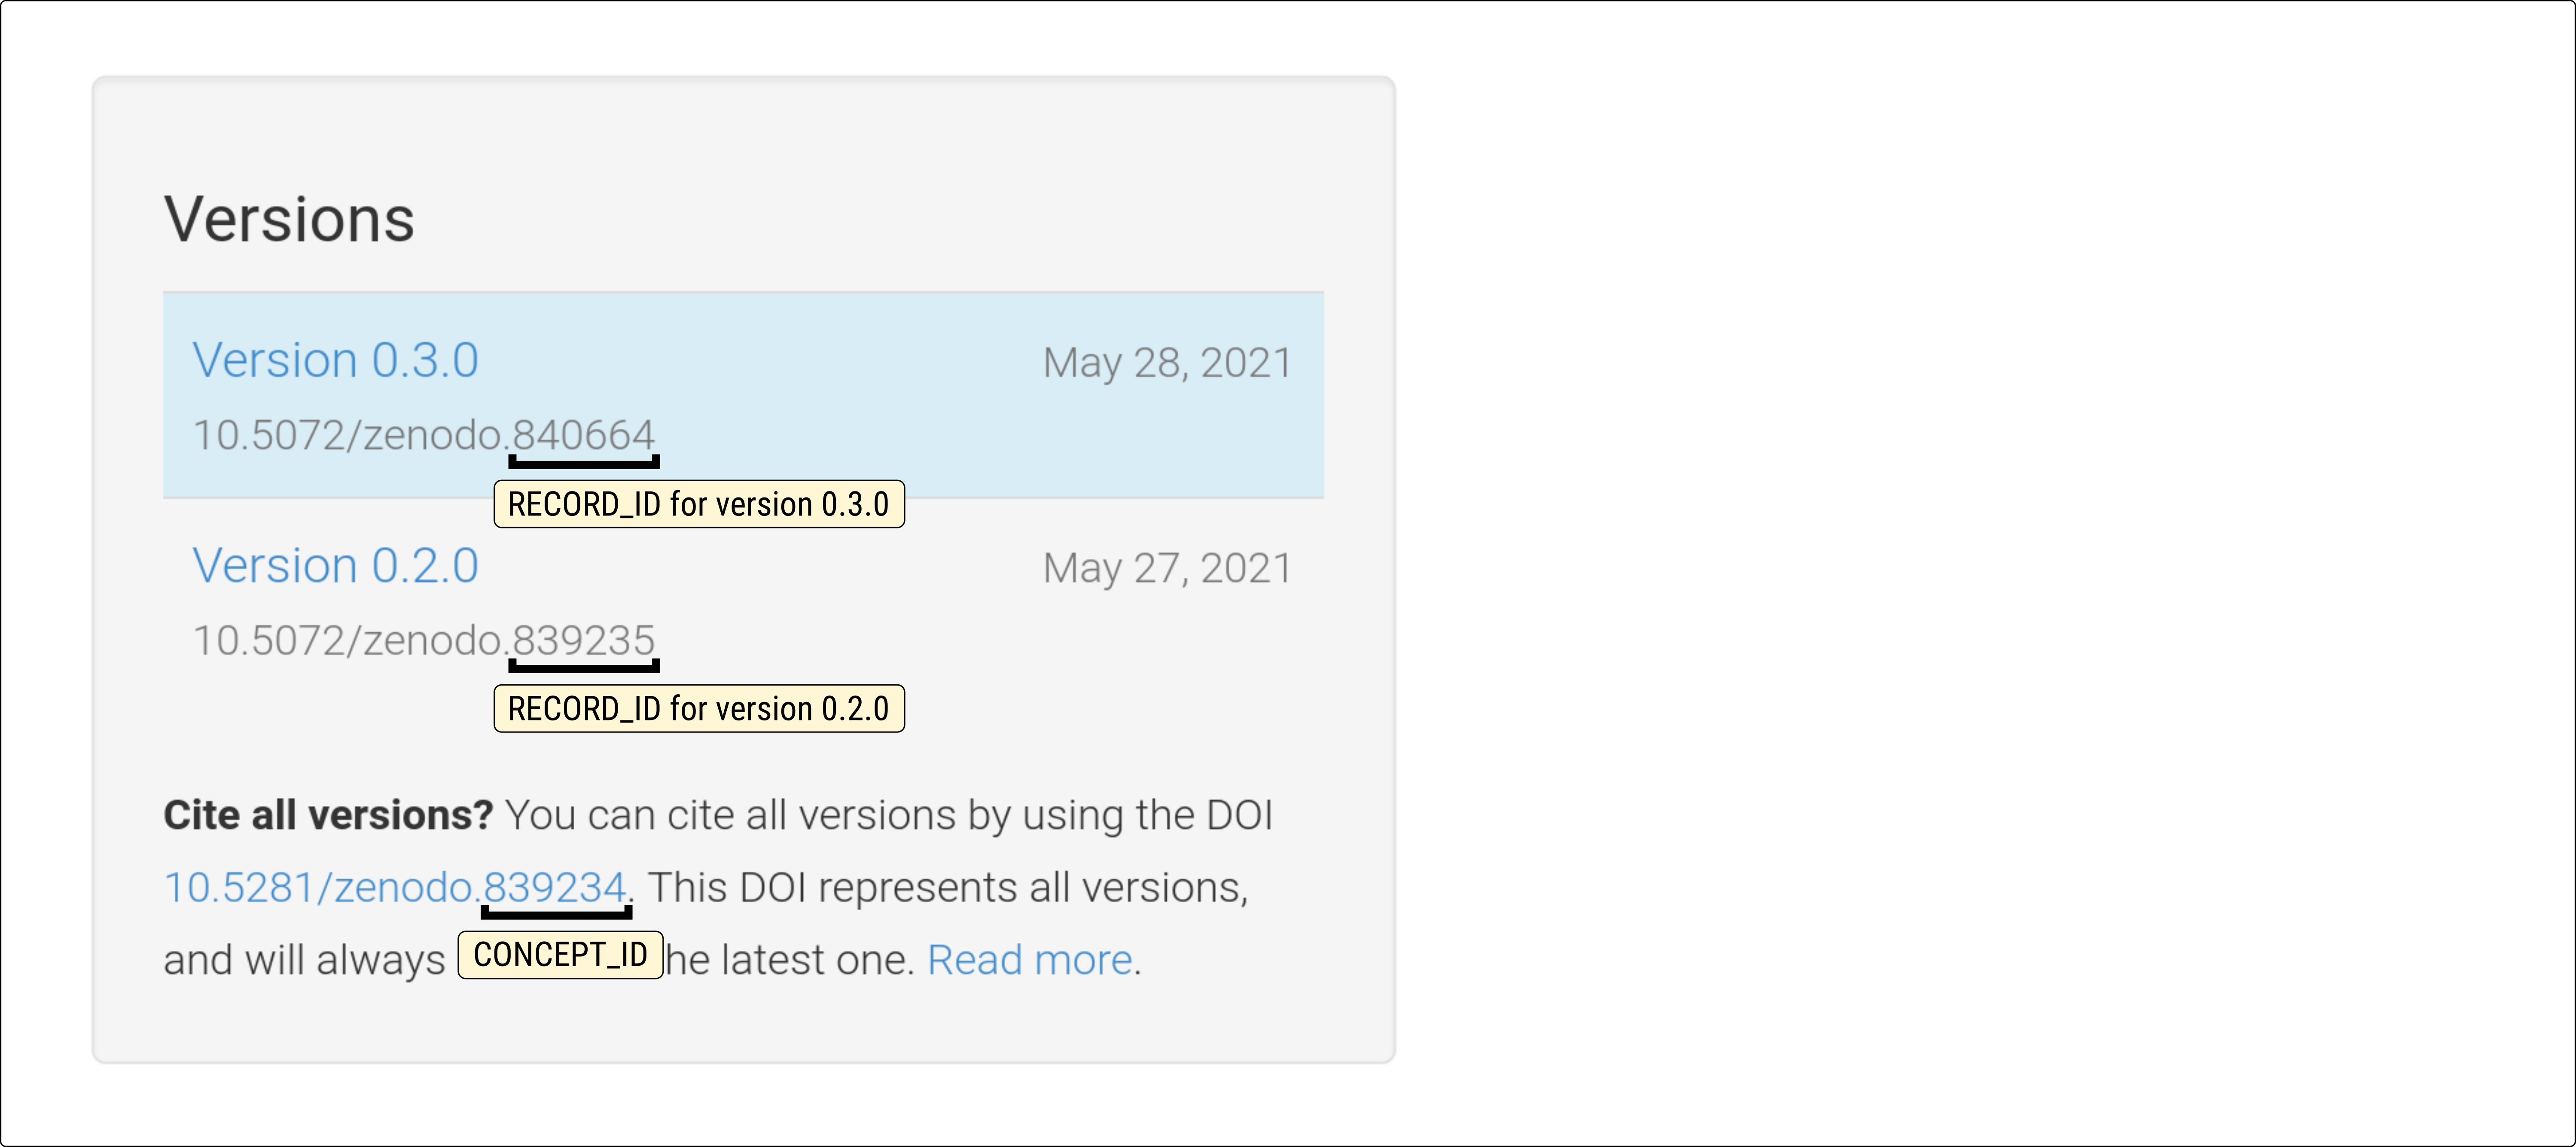 Versions
Version 0.3.0 May 28, 2021
10.5072/zenodo.840664
RECORD_ID for version 0.3.0
Version 0.2.0 May 27, 2021
10.5072/zenodo.839235
RECORD_ID for version 0.2.0
Cite all versions? You can cite all versions by using the DOI
10.5281/zenodo.839234. This DOI represents all versions,
and will always CONCEPT_ID he latest one. Read more.